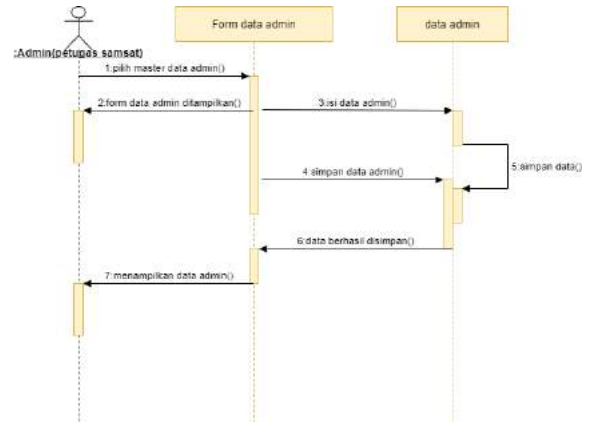 Form data admin
data admin
:Admin(petugas samsat)
1:pilih master data admin()
2:form data admin ditampilkan()
3:isi data admin()
5:simpan data()
4:simpan data admin()
6:data berhasil disimpan()
7:menampilkan data admin()